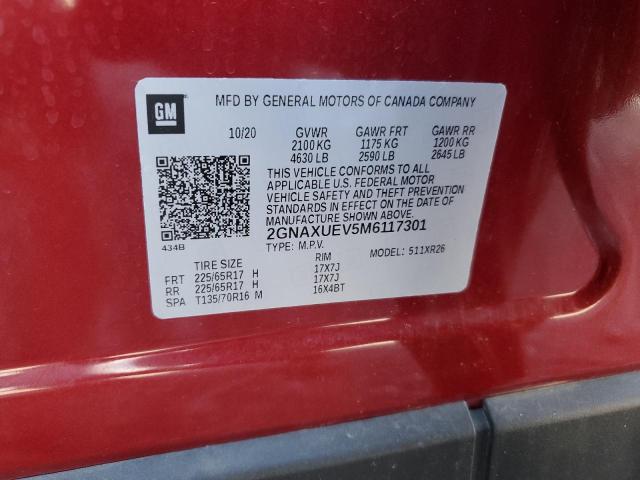 GM
MFD BY GENERAL MOTORS OF CANADA COMPANY
10/20 GVWR GAWR FRT GAWR RR
2100 KG 1175 KG 1200 KG
4630 LB 2590 LB 2645 LB
THIS VEHICLE CONFORMS TO ALL
APPLICABLE U.S. FEDERAL MOTOR
VEHICLE SAFETY AND THEFT PREVENTION
STANDARDS IN EFFECT ON THE DATE OF
MANUFACTURE SHOWN ABOVE.
434B
2GNAXUEV5M6117301
TYPE: M.P.V. 511XR26
TIRE SIZE RIM
FRT 225/65R17 H 17X7J
RR 225/65R17 H 17X7J
SPA T135/70R16 M 16X4BT